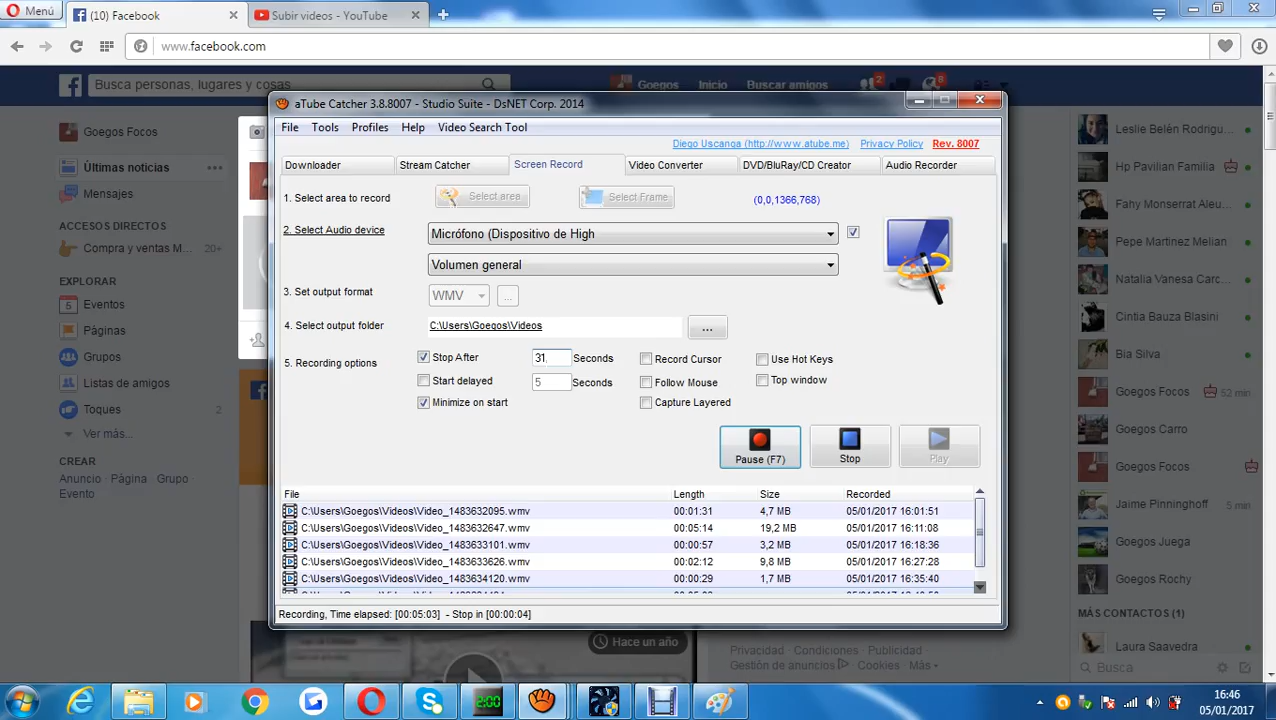 Menú
(10) Facebook
Subir videos - YouTube
www.facebook.com
Busca personas, lugares y cosas
Goegos
Inicio
Buscar amigos
2
8
aTube Catcher 3.8.8007 - Studio Suite - DsNET Corp. 2014
File Tools Profiles Help Video Search Tool
Diego Uscanga (http://www.atube.me) Privacy Policy Rev. 8007
Downloader Stream Catcher Screen Record Video Converter DVD/BluRay/CD Creator Audio Recorder
1. Select area to record Select area Select Frame (0,0,1366,768)
2. Select Audio device Micrófono (Dispositivo de High
Volumen general
3. Set output format WMV ...
4. Select output folder C:\Users\Goegos\Videos ...
5. Recording options
Stop After 31 Seconds Record Cursor Use Hot Keys
Start delayed 5 Seconds Follow Mouse Top window
Minimize on start Capture Layered
Pause (F7) Stop Play
File Length Size Recorded
C:\Users\Goegos\Videos\Video_1483632095.wmv 00:01:31 4,7 MB 05/01/2017 16:01:51
C:\Users\Goegos\Videos\Video_1483632647.wmv 00:05:14 19,2 MB 05/01/2017 16:11:08
C:\Users\Goegos\Videos\Video_1483633101.wmv 00:00:57 3,2 MB 05/01/2017 16:18:36
C:\Users\Goegos\Videos\Video_1483633626.wmv 00:02:12 9,8 MB 05/01/2017 16:27:28
C:\Users\Goegos\Videos\Video_1483634120.wmv 00:00:29 1,7 MB 05/01/2017 16:35:40
Recording, Time elapsed: [00:05:03] - Stop in [00:00:04]
Goegos Focos
Últimas noticias
Mensajes
ACCESOS DIRECTOS
Compra y ventas M... 20+
EXPLORAR
Eventos
5
Páginas
Grupos
Listas de amigos
Toques 2
Ver más...
CREAR
Anuncio · Página · Grupo ·
Evento
Leslie Belén Rodrigu...
Hp Pavilian Familia
Fahy Monserrat Aleu...
Pepe Martinez Melian
Natalia Vanesa Carc...
Cintia Bauza Blasini
Bia Silva
Goegos Focos 52 min
Goegos Carro
Goegos Focos
Jaime Pinninghoff 5 min
Goegos Juega
Goegos Rochy
MÁS CONTACTOS (1)
Laura Saavedra
Busca
Hace un año
Privacidad · Condiciones · Publicidad ·
Gestión de anuncios · Cookies · Más
2:00
16:46
05/01/2017